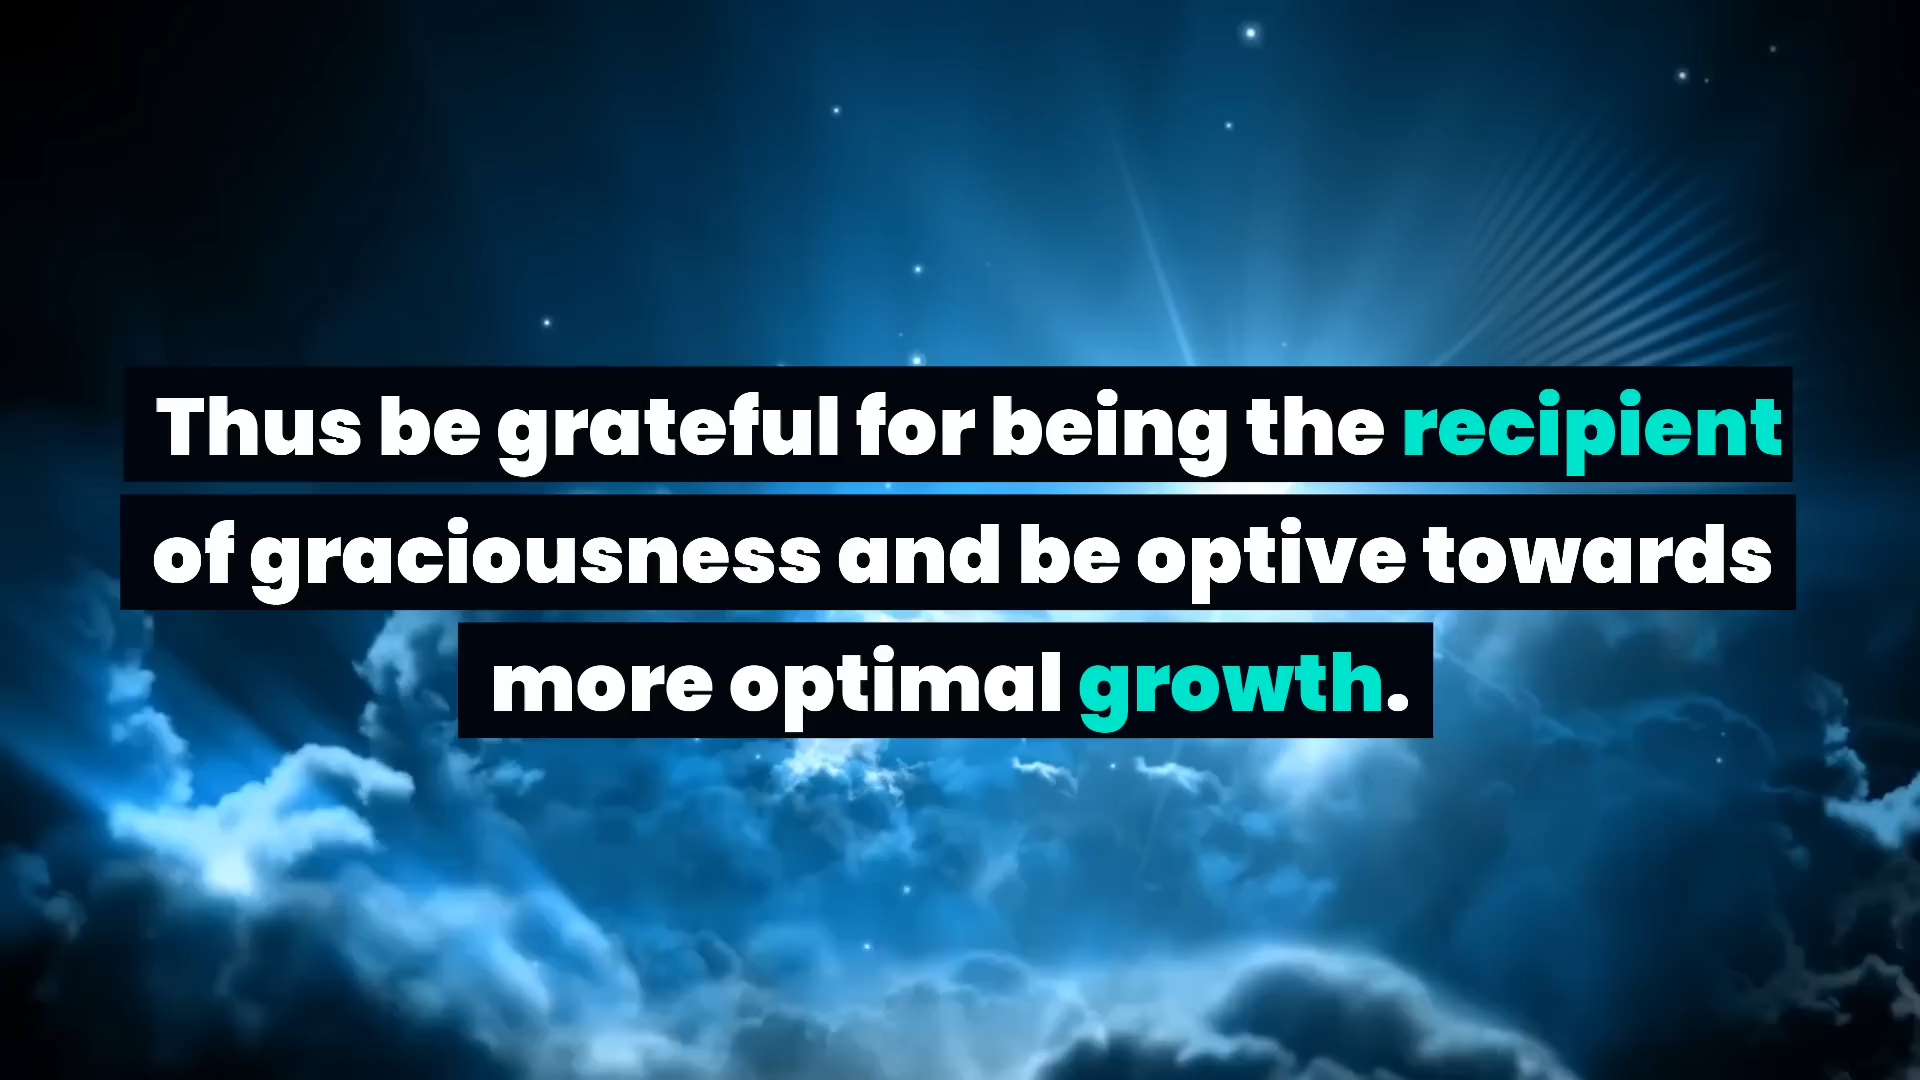 Thus be grateful for being the recipient
of graciousness and be optive towards
more optimal growth.